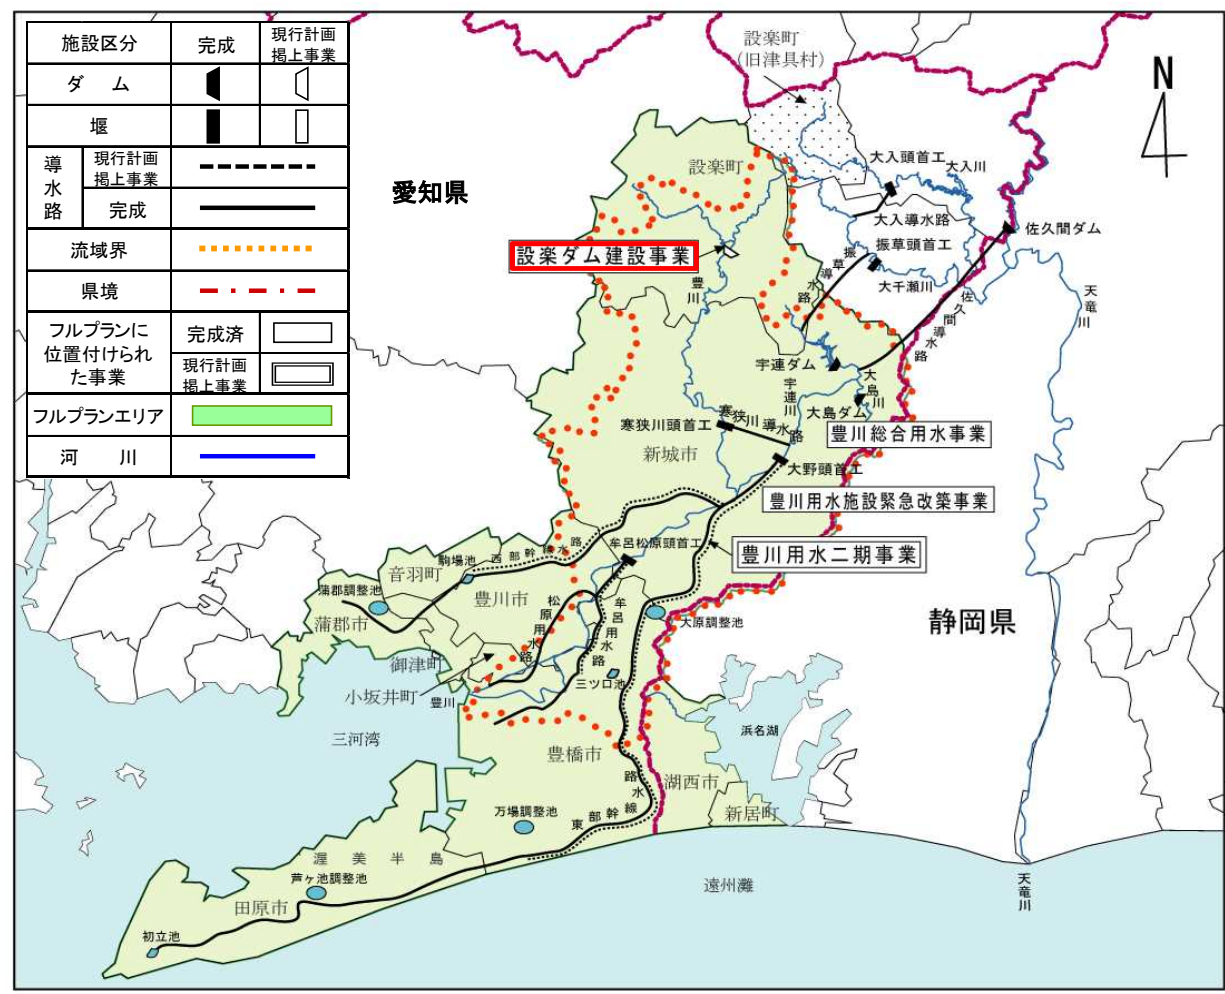 施設区分
完成
現行計画
掲上事業
ダ ム
堰
導
水
路
現行計画
掲上事業
完成
流域界
県境
フルプランに
位置付けられ
た事業
完成済
現行計画
掲上事業
フルプランエリア
河 川
愛知県
設楽町
(旧津具村)
N
設楽町
大入頭首工
大入川
大入導水路
佐久間ダム
振草頭首工
振草導水路
大千瀬川
佐久間導水路
天竜川
設楽ダム建設事業
豊川
宇連ダム
宇連川
大島川
大島ダム
寒狭川頭首工
寒狭川導水路
豊川総合用水事業
新城市
大野頭首工
豊川用水施設緊急改築事業
牟呂松原頭首工
豊川用水二期事業
西部幹線水路
駒場池
音羽町
蒲郡調整池
豊川市
松原用水路
牟呂用水路
大原調整池
静岡県
蒲郡市
御津町
三ツ口池
小坂井町
豊川
三河湾
豊橋市
浜名湖
湖西市
新居町
万場調整池
東部幹線水路
渥美半島
芦ヶ池調整池
田原市
遠州灘
天竜川
初立池